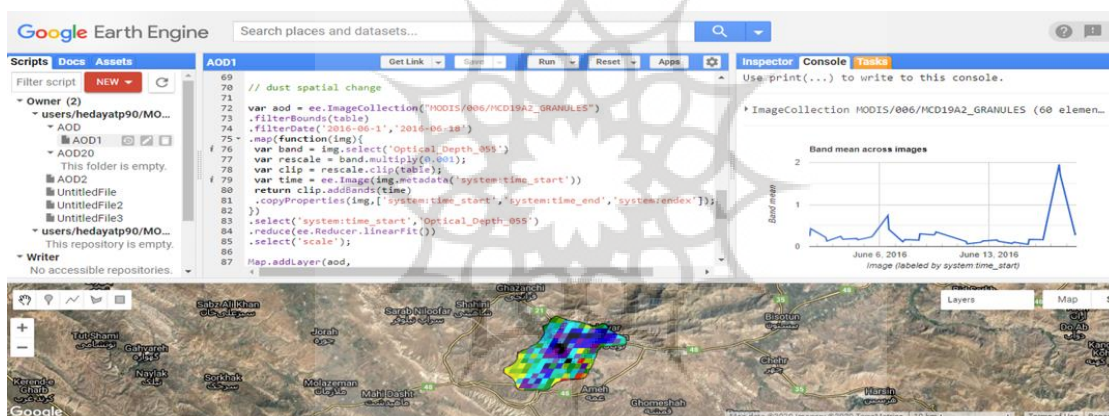 Google Earth Engine
Search places and datasets...
Scripts Docs Assets
Filter script NEW
Owner (2)
users/hedayatp90/MO...
AOD
AOD1
AOD20
This folder is empty.
AOD2
UntitledFile
UntitledFile2
UntitledFile3
users/hedayatp90/MO...
This repository is empty.
Writer
No accessible repositories.
AOD1
Get Link Save Run Reset Apps
69
70 // dust spatial change
71
72 var aod = ee.ImageCollection("MODIS/006/MCD19A2_GRANULES")
73 .filterBounds(table)
74 .filterDate('2016-06-1','2016-06-18')
75 .map(function(img){
i 76 var band = img.select('Optical_Depth_055')
77 var rescale = band.multiply(0.001);
78 var clip = rescale.clip(table);
i 79 var time = ee.Image(img.metadata('system:time_start'))
80 return clip.addBands(time)
81 .copyProperties(img,['system:time_start','system:time_end','system:endex']);
82 })
83 .select('system:time_start','Optical_Depth_055')
84 .reduce(ee.Reducer.linearFit())
85 .select('scale');
86
87 Map.addLayer(aod,
Inspector Console Tasks
Use print(...) to write to this console.
ImageCollection MODIS/006/MCD19A2_GRANULES (60 elemen...
Band mean across images
Band mean
2
1
0
June 6, 2016 June 13, 2016
Image (labeled by system:time_start)
Layers Map S
Ghazanchi
Sabz Ali Khan
Sarab Niloofar
Shahini
Bisotun
بیستون
Tut Shami
Gahvareh
گهواره
Jorah
جوره
Do Ab
Naylak
Sorkhak
Kerend-e Gharb
Molazeman
Mahi Dasht
ماهیدشت
Ameh
Ghomeshah
Chehr
Harsin
هرسین
Google